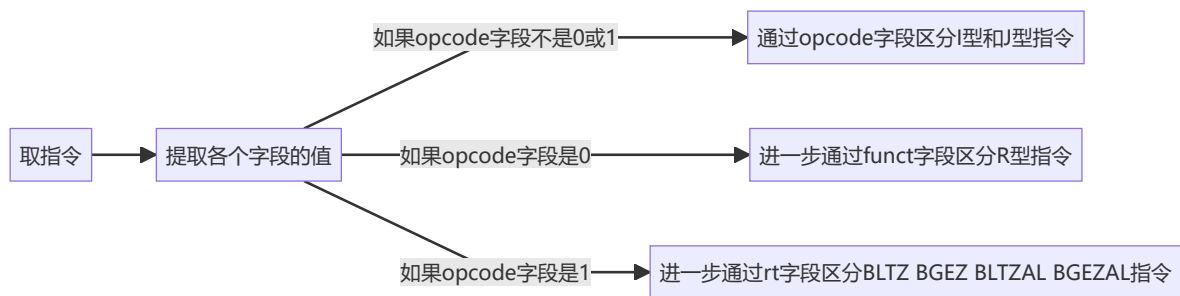 如果opcode字段不是0或1
通过opcode字段区分I型和J型指令
取指令
提取各个字段的值
如果opcode字段是0
进一步通过funct字段区分R型指令
如果opcode字段是1
进一步通过rt字段区分BLTZ BGEZ BLTZAL BGEZAL指令